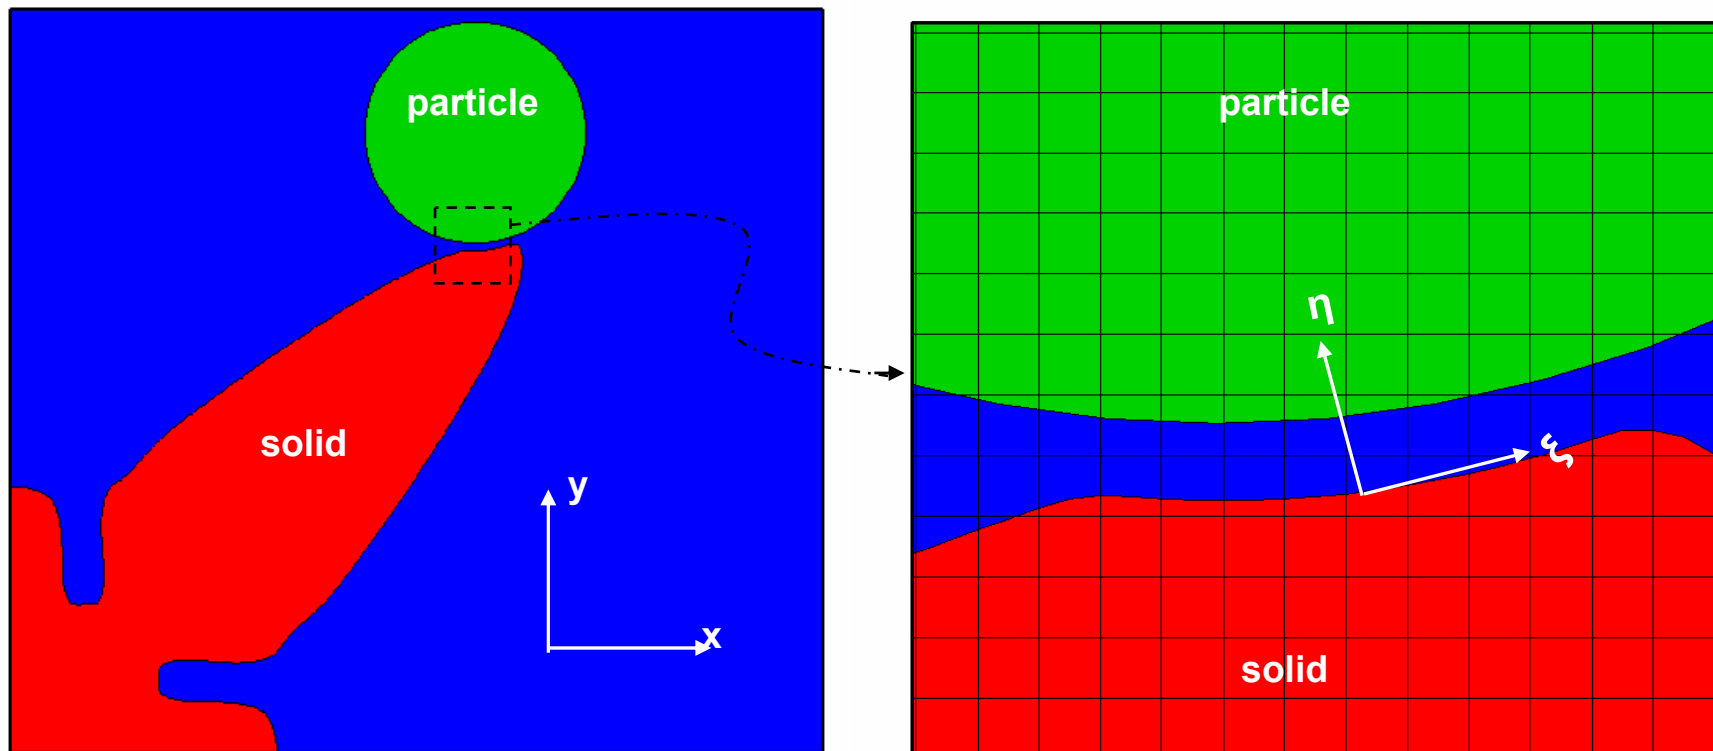 particle
solid
y
x
particle
η
ξ
solid